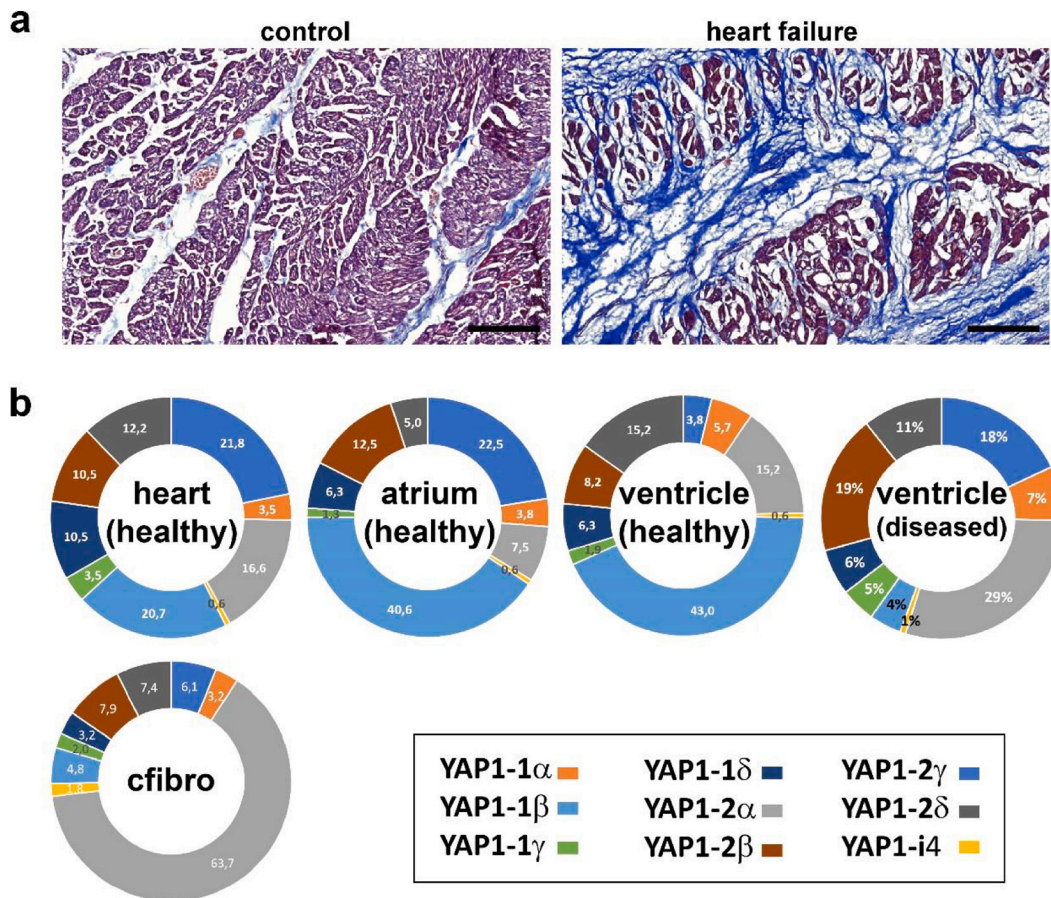 a
control
heart failure
b
12,2
21,8
10,5
3,5
heart
(healthy)
10,5
16,6
3,5
0,6
20,7
5,0
12,5
22,5
6,3
atrium
(healthy)
1,3
3,8
7,5
0,6
40,6
15,2
3,8
5,7
8,2
ventricle
(healthy)
15,2
6,3
1,9
0,6
43,0
11%
18%
19%
ventricle
(diseased)
7%
6%
5%
4%
1%
29%
7,4
6,1
7,9
3,2
3,2
2,0
4,8
1,8
cfibro
63,7
YAP1-1α YAP1-1δ YAP1-2γ
YAP1-1β YAP1-2α YAP1-2δ
YAP1-1γ YAP1-2β YAP1-i4